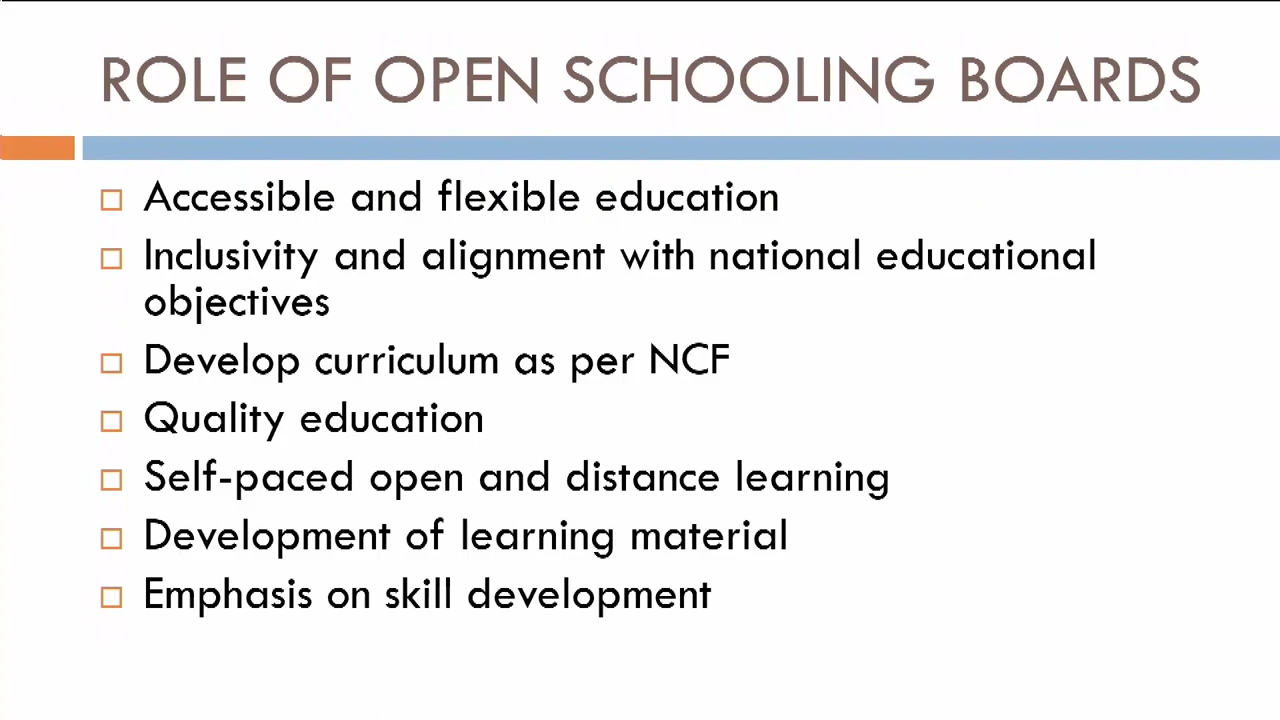 ROLE OF OPEN SCHOOLING BOARDS
Accessible and flexible education
Inclusivity and alignment with national educational
objectives
Develop curriculum as per NCF
Quality education
Self-paced open and distance learning
Development of learning material
Emphasis on skill development